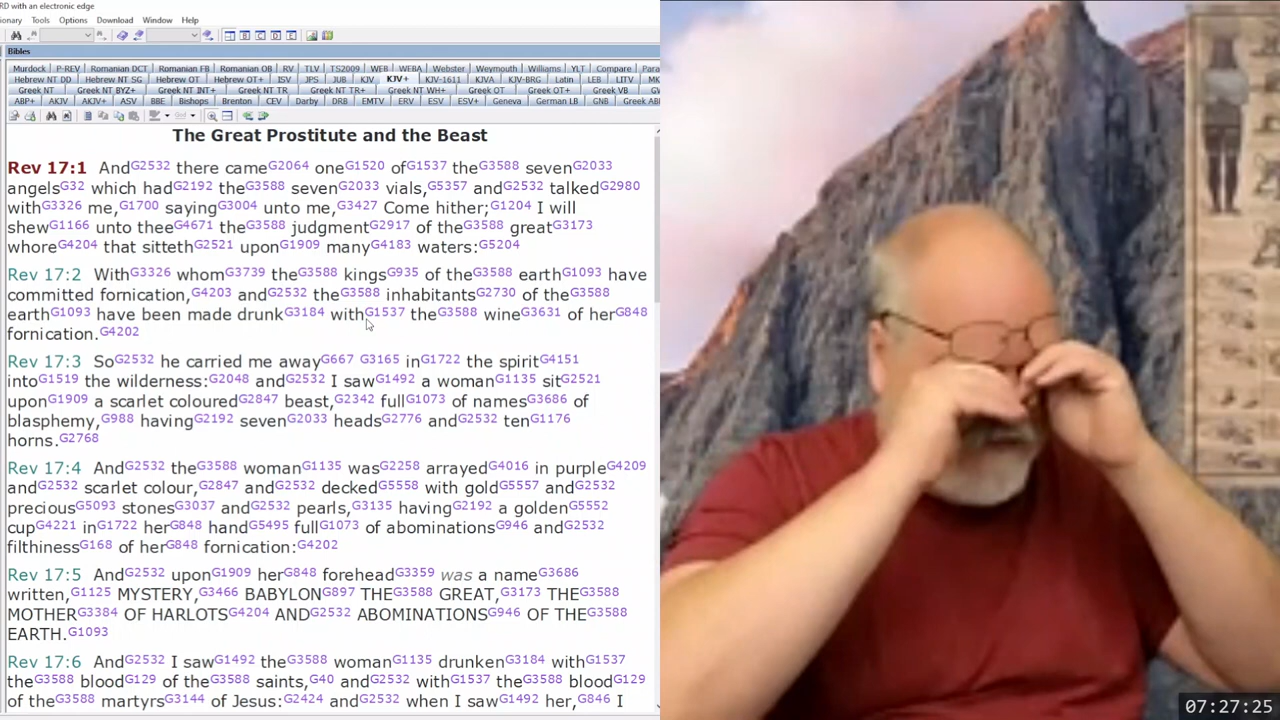 RD with an electronic edge
ionary Tools Options Download Window Help
Bibles
Murdock P-REV Romanian DCT Romanian FB Romanian OB RV TLV TS2009 WEB WEBA Webster Weymouth Williams YLT Compare Para
Hebrew NT DD Hebrew NT SG Hebrew OT Hebrew OT+ ISV JPS JUB KJV KJV+ KJV-1611 KJVA KJV-BRG Latin LEB LITV MK
Greek NT Greek NT BYZ+ Greek NT INT+ Greek NT TR Greek NT TR+ Greek NT WH+ Greek OT Greek OT+ Greek VB GV
ABP+ AKJV AKJV+ ASV BBE Bishops Brenton CEV Darby DRB EMTV ERV ESV ESV+ Geneva German LB GNB Greek AB
The Great Prostitute and the Beast
Rev 17:1 AndG2532 there cameG2064 oneG1520 ofG1537 theG3588 sevenG2033
angelsG32 which hadG2192 theG3588 sevenG2033 vials,G5357 andG2532 talkedG2980
withG3326 me,G1700 sayingG3004 unto me,G3427 Come hither;G1204 I will
shewG1166 unto theeG4671 theG3588 judgmentG2917 of theG3588 greatG3173
whoreG4204 that sittethG2521 uponG1909 manyG4183 waters:G5204
Rev 17:2 WithG3326 whomG3739 theG3588 kingsG935 of theG3588 earthG1093 have
committed fornication,G4203 andG2532 theG3588 inhabitantsG2730 of theG3588
earthG1093 have been made drunkG3184 withG1537 theG3588 wineG3631 of herG848
fornication.G4202
Rev 17:3 SoG2532 he carried me awayG667 G3165 inG1722 the spiritG4151
intoG1519 the wilderness:G2048 andG2532 I sawG1492 a womanG1135 sitG2521
uponG1909 a scarlet colouredG2847 beast,G2342 fullG1073 of namesG3686 of
blasphemy,G988 havingG2192 sevenG2033 headsG2776 andG2532 tenG1176
horns.G2768
Rev 17:4 AndG2532 theG3588 womanG1135 wasG2258 arrayedG4016 in purpleG4209
andG2532 scarlet colour,G2847 andG2532 deckedG5558 with goldG5557 andG2532
preciousG5093 stonesG3037 andG2532 pearls,G3135 havingG2192 a goldenG5552
cupG4221 inG1722 herG848 handG5495 fullG1073 of abominationsG946 andG2532
filthinessG168 of herG848 fornication:G4202
Rev 17:5 AndG2532 uponG1909 herG848 foreheadG3359 was a nameG3686
written,G1125 MYSTERY,G3466 BABYLONG897 THEG3588 GREAT,G3173 THEG3588
MOTHERG3384 OF HARLOTSG4204 ANDG2532 ABOMINATIONSG946 OF THEG3588
EARTH.G1093
Rev 17:6 AndG2532 I sawG1492 theG3588 womanG1135 drunkenG3184 withG1537
theG3588 bloodG129 of theG3588 saints,G40 andG2532 withG1537 theG3588 bloodG129
of theG3588 martyrsG3144 of Jesus:G2424 andG2532 when I sawG1492 her,G846 I
07:27:25